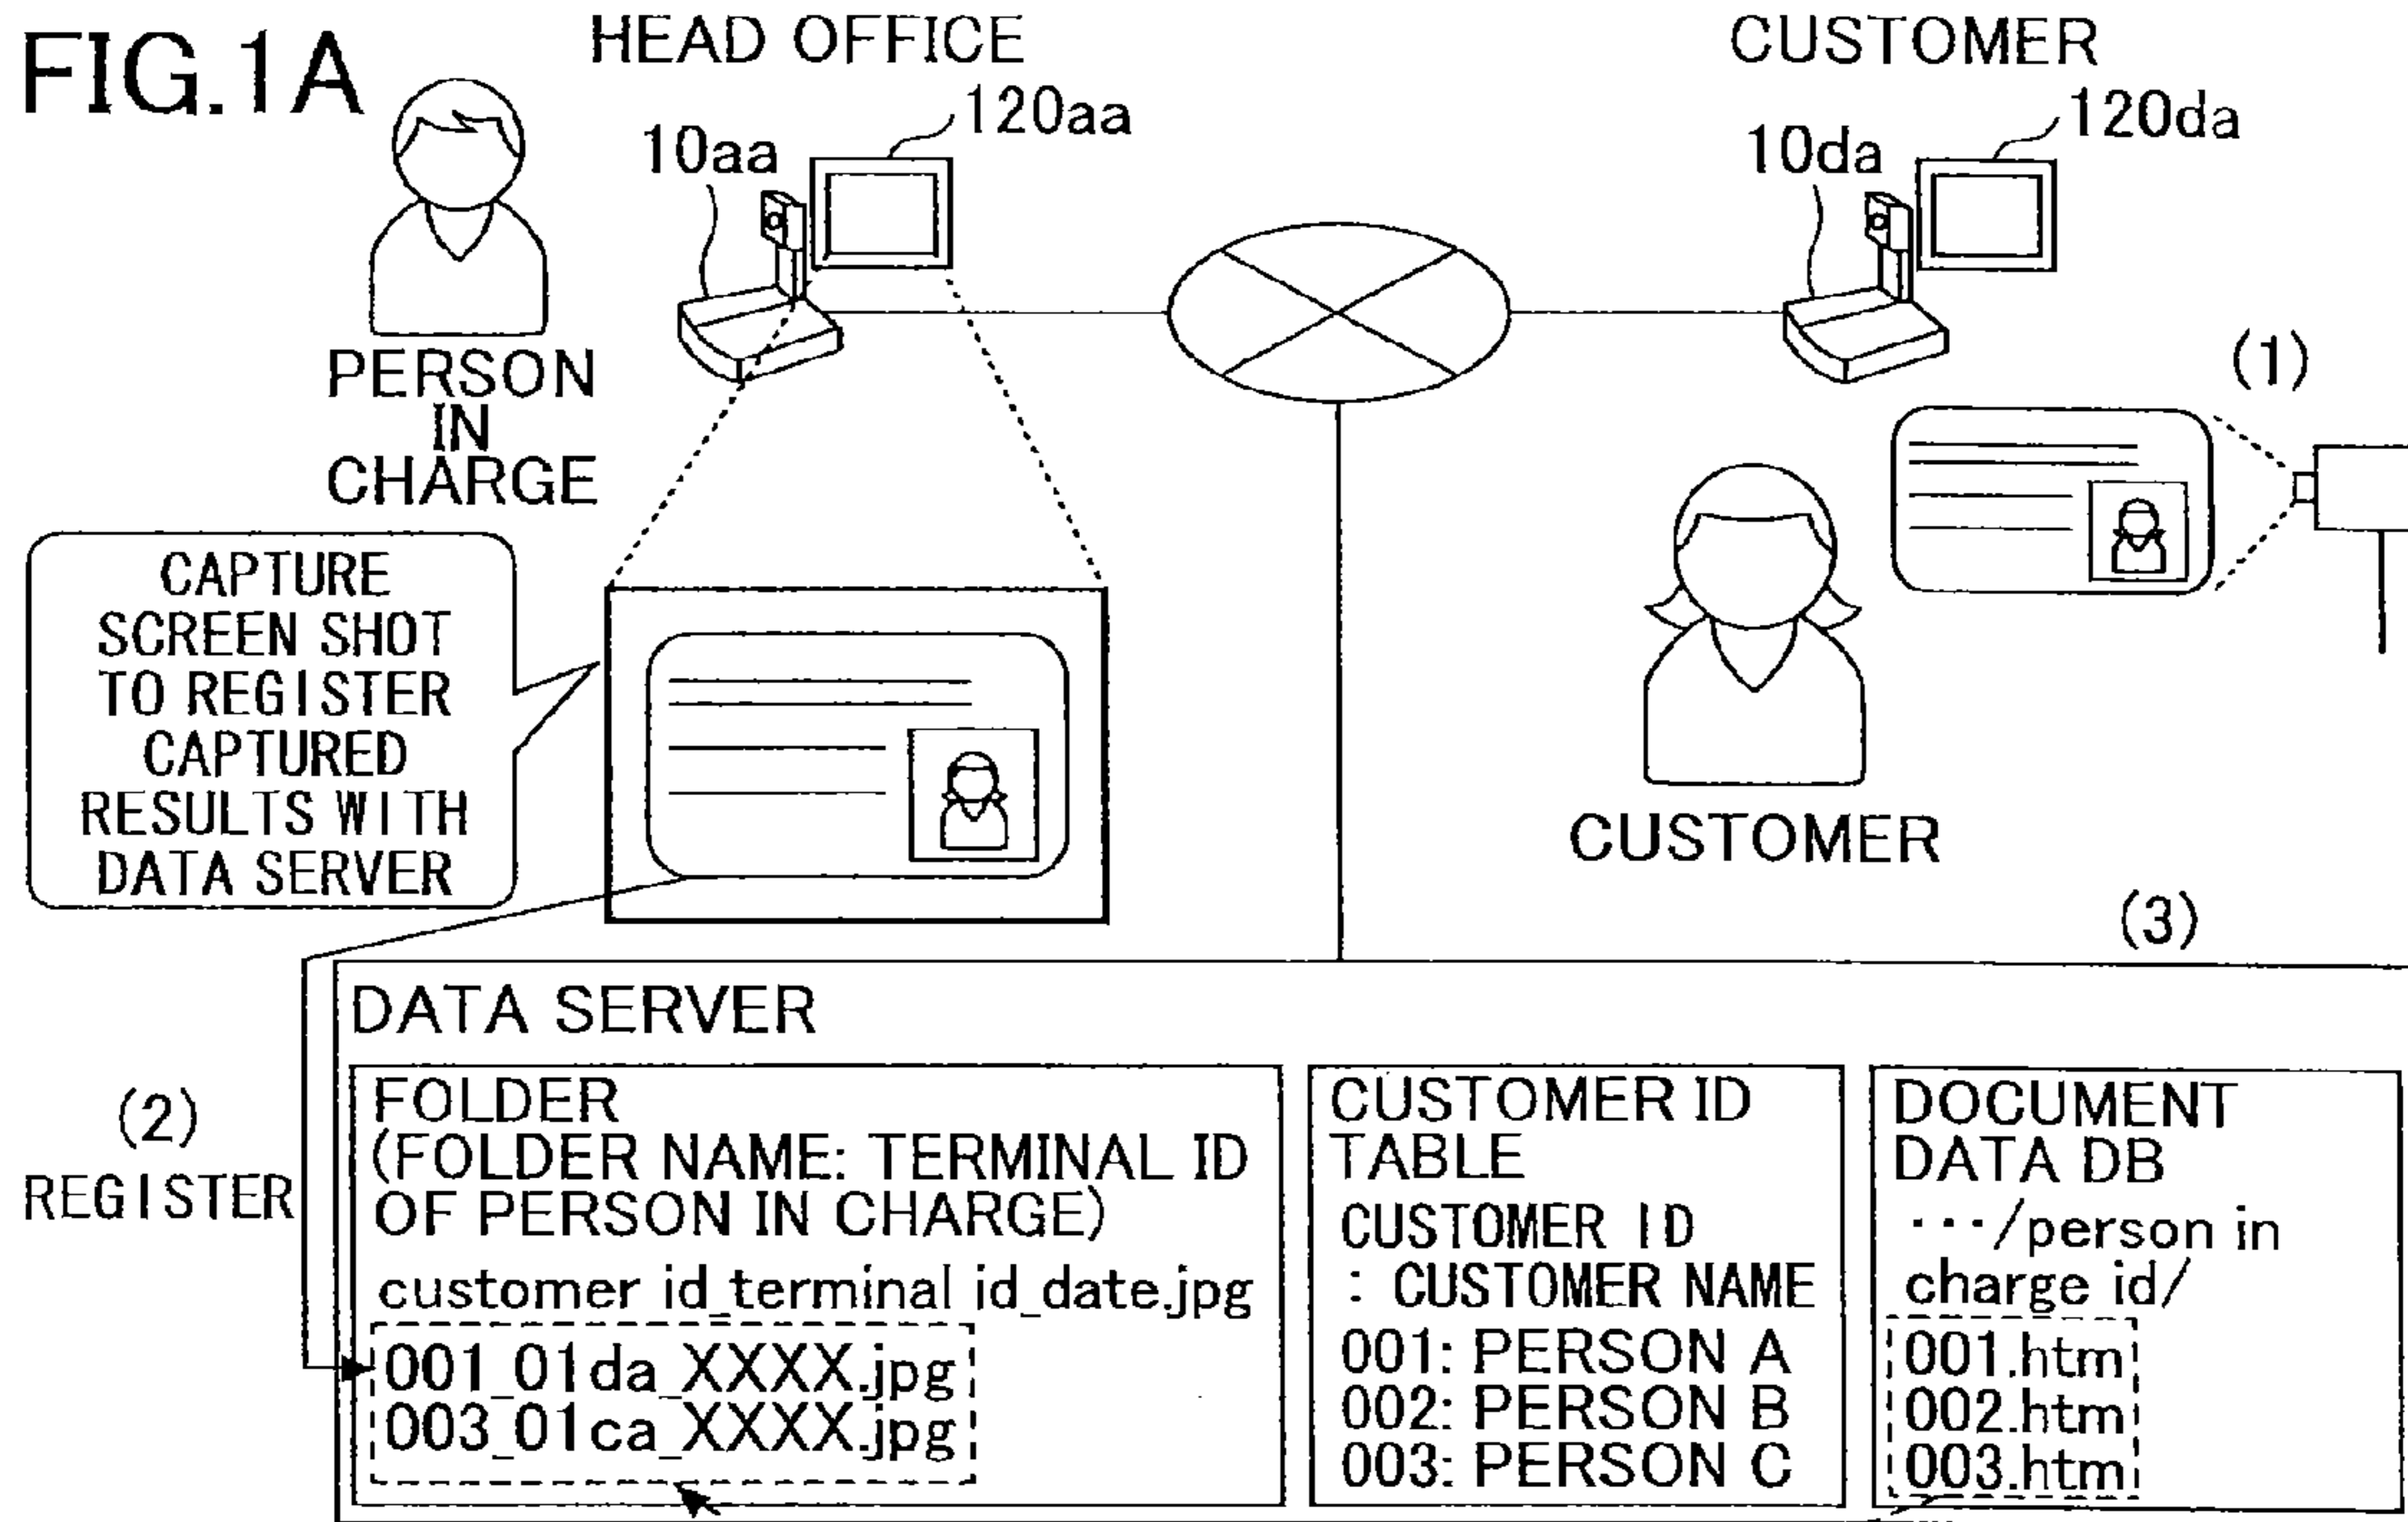 FIG.1A
HEAD OFFICE
CUSTOMER
10aa
120aa
10da
120da
PERSON
IN
CHARGE
(1)
CAPTURE
SCREEN SHOT
TO REGISTER
CAPTURED
RESULTS WITH
DATA SERVER
CUSTOMER
(3)
DATA SERVER
(2)
REGISTER
FOLDER
(FOLDER NAME: TERMINAL ID
OF PERSON IN CHARGE)
customer id_terminal id_date.jpg
001_01da_XXXX.jpg
003_01ca_XXXX.jpg
CUSTOMER ID
TABLE
CUSTOMER ID
: CUSTOMER NAME
001: PERSON A
002: PERSON B
003: PERSON C
DOCUMENT
DATA DB
···/person in
charge id/
001.htm
002.htm
003.htm